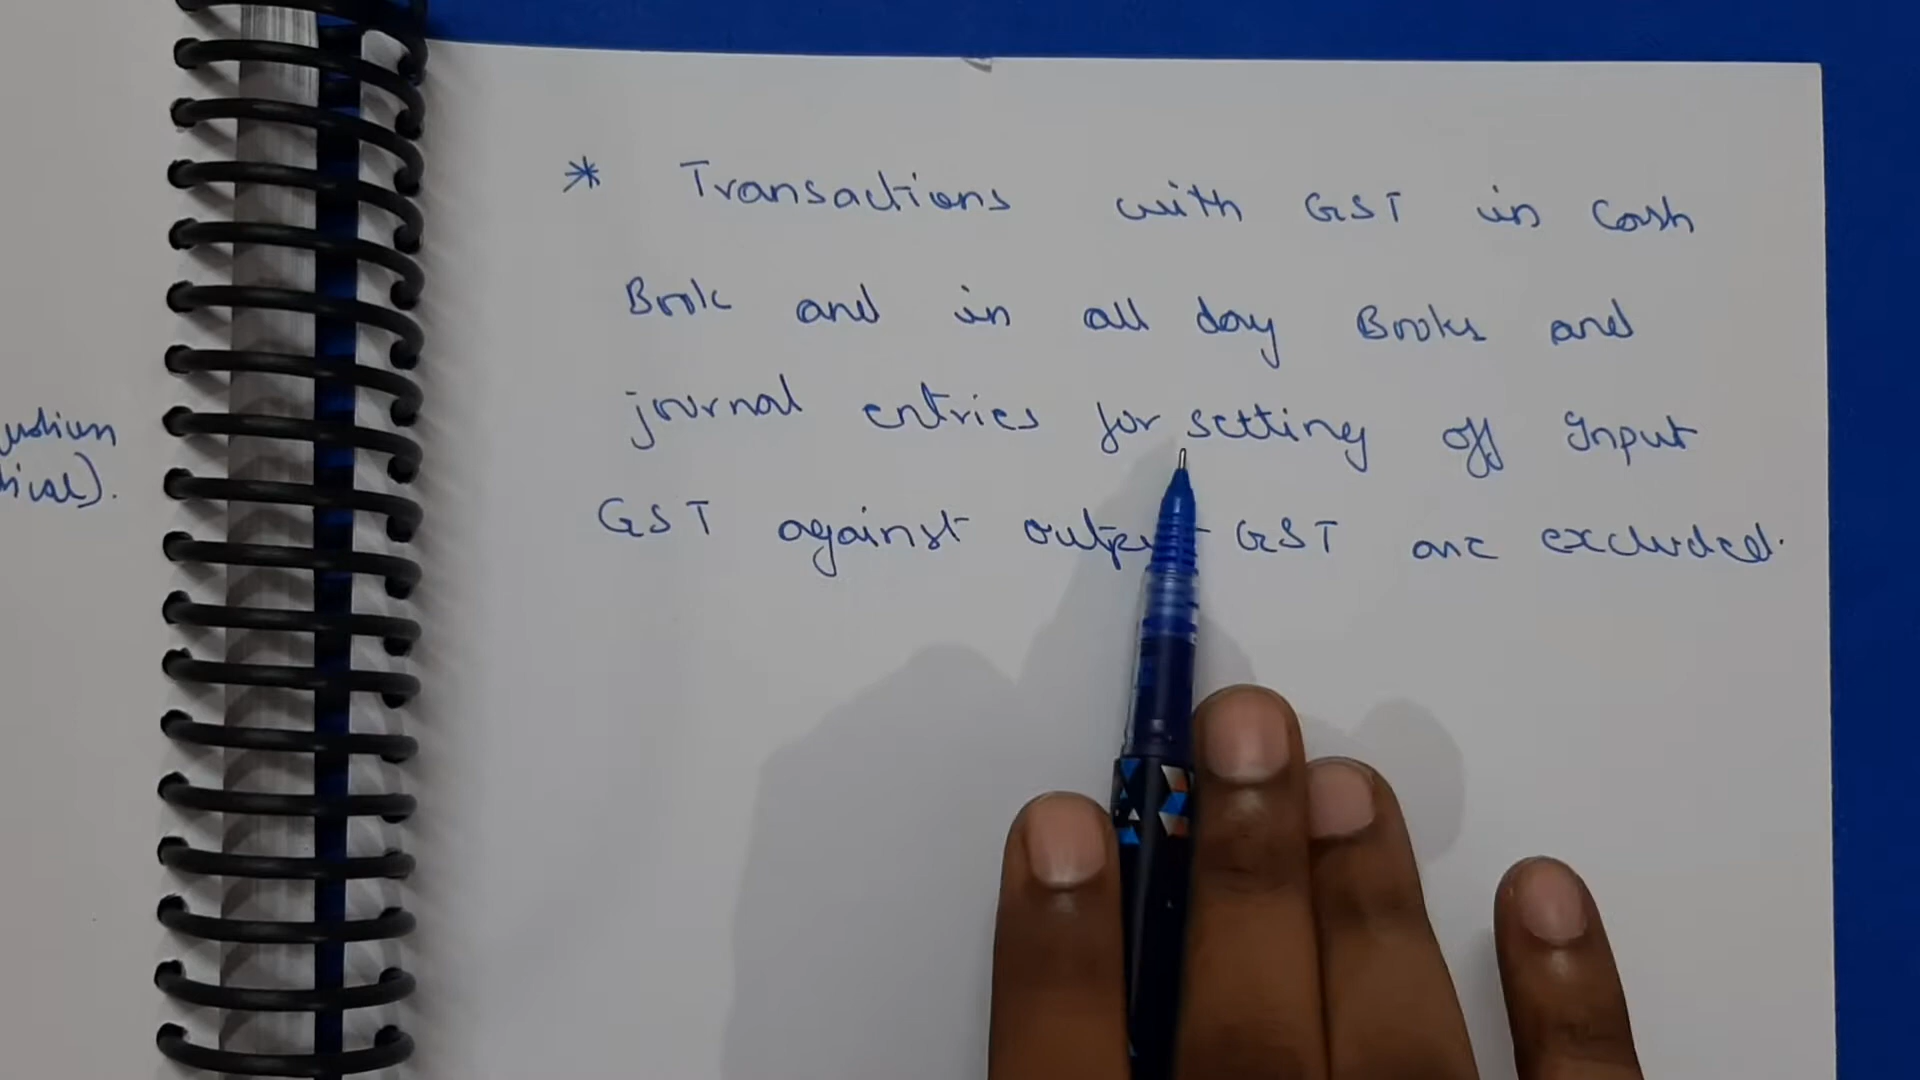 * Transactions with GST in Cash
Book and in all day Books and
journal entries for setting off Input
GST against output GST are excluded.